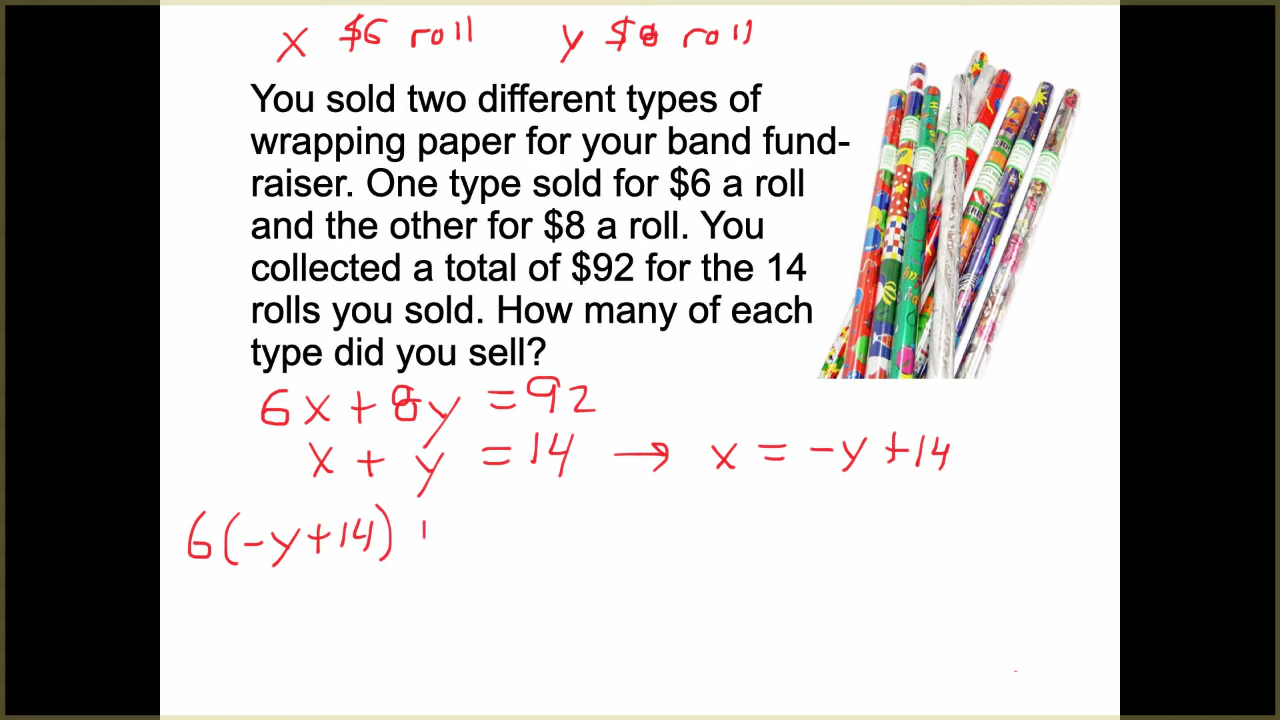 x $6 roll y $8 roll
You sold two different types of
wrapping paper for your band fund-
raiser. One type sold for $6 a roll
and the other for $8 a roll. You
collected a total of $92 for the 14
rolls you sold. How many of each
type did you sell?
6x + 8y = 92
x + y = 14 → x = -y + 14
6(-y + 14)